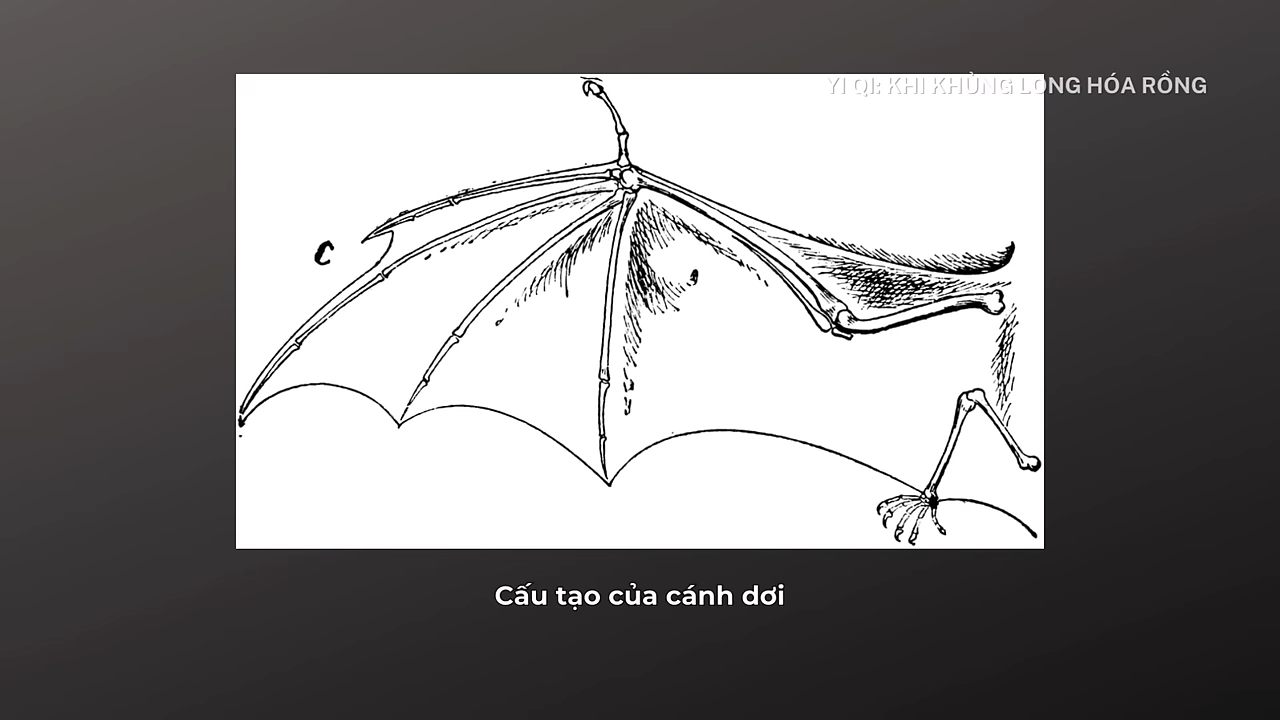 YI QI: KHI KHỦNG LONG HÓA RỒNG
C
Cấu tạo của cánh dơi